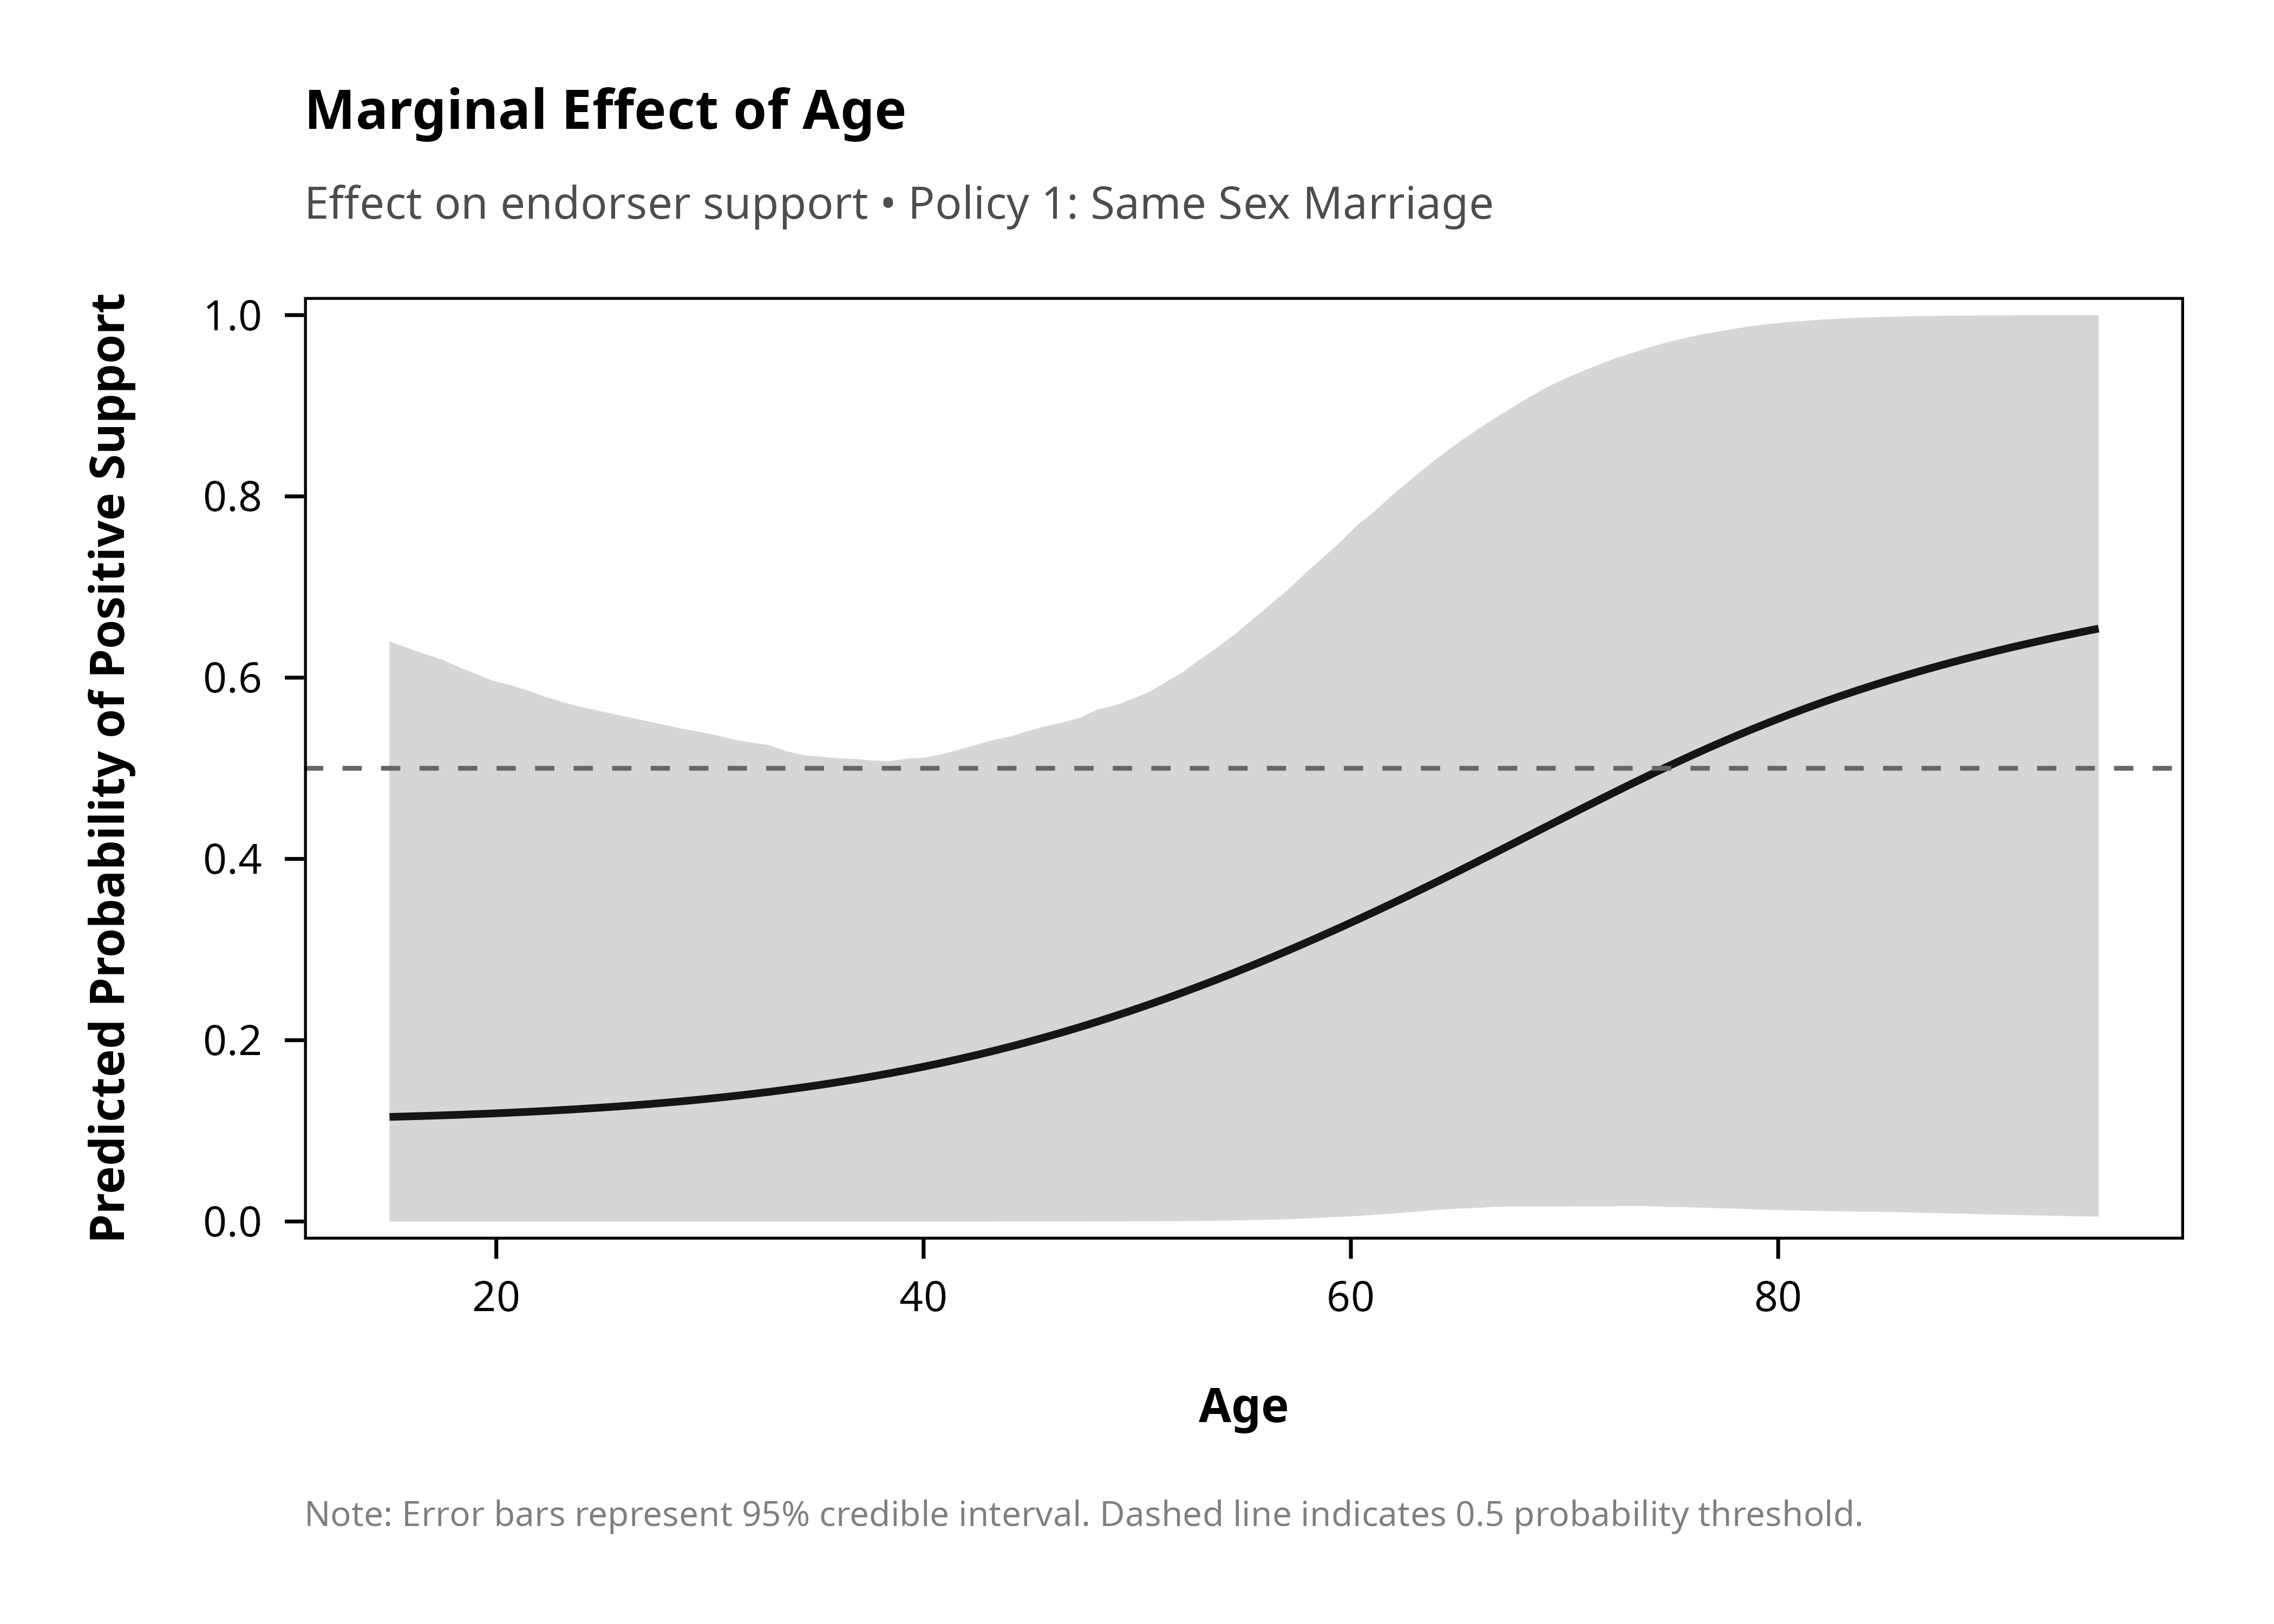 Marginal Effect of Age
Effect on endorser support • Policy 1: Same Sex Marriage
Predicted Probability of Positive Support
1.0
0.8
0.6
0.4
0.2
0.0
20 40 60 80
Age
Note: Error bars represent 95% credible interval. Dashed line indicates 0.5 probability threshold.